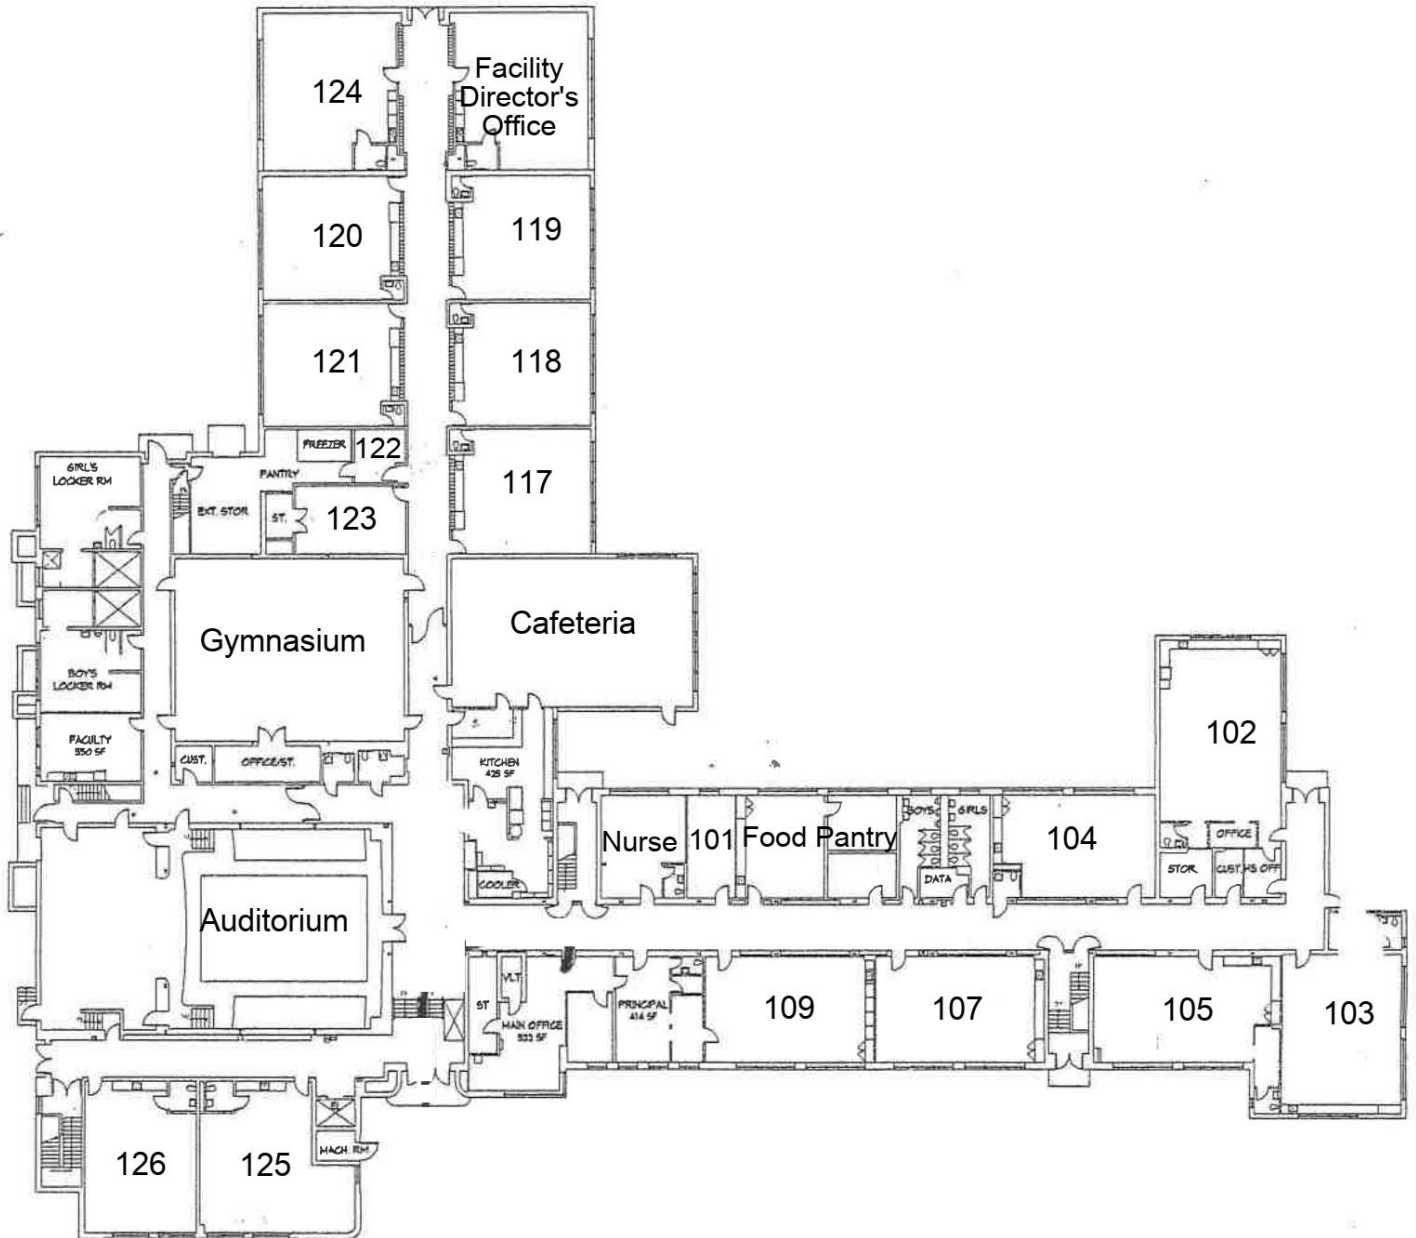 124
Facility
Director's
Office
120
119
121
118
FREEZER
122
GIRL'S
LOCKER RM
PANTRY
117
EXT. STOR
ST.
123
Gymnasium
Cafeteria
BOY'S
LOCKER RM
FACULTY
330 SF
CUST.
OFFICE/ST.
KITCHEN
425 SF
102
Nurse
101
Food Pantry
BOYS
GIRLS
104
OFFICE
STOR
CUST.
HS OFF
DATA
COOLER
Auditorium
ST
VLT.
MAIN OFFICE
PRINCIPAL
414 SF
109
107
105
103
126
125
MACH. RM